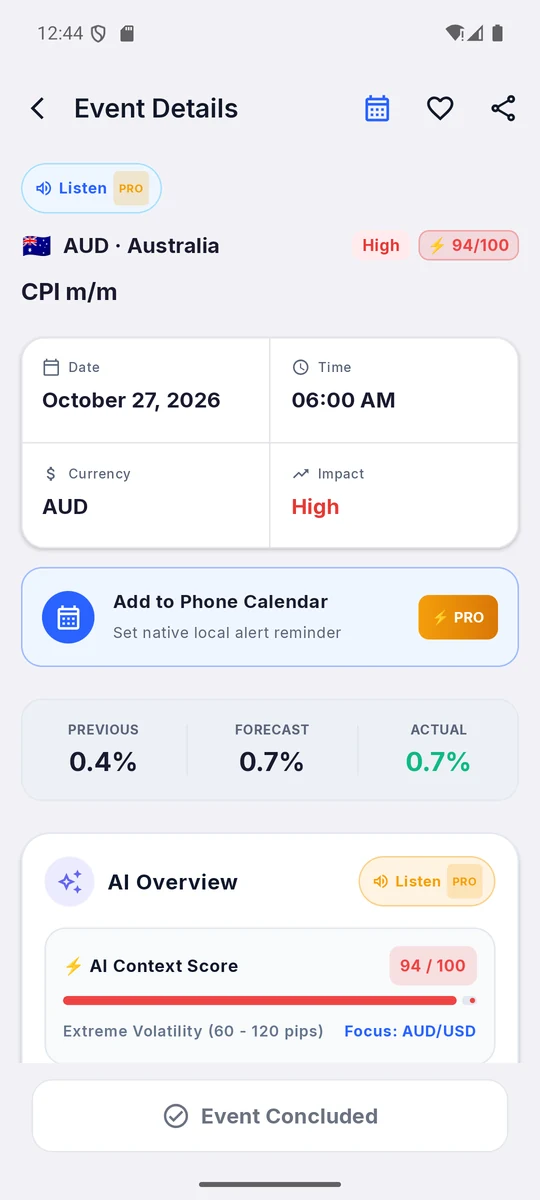 12:44
Event Details
Listen PRO
AUD · Australia
High
⚡ 94/100
CPI m/m
Date
October 27, 2026
Time
06:00 AM
Currency
AUD
Impact
High
Add to Phone Calendar
Set native local alert reminder
⚡ PRO
PREVIOUS
0.4%
FORECAST
0.7%
ACTUAL
0.7%
AI Overview
Listen PRO
⚡ AI Context Score
94 / 100
Extreme Volatility (60 - 120 pips)
Focus: AUD/USD
Event Concluded